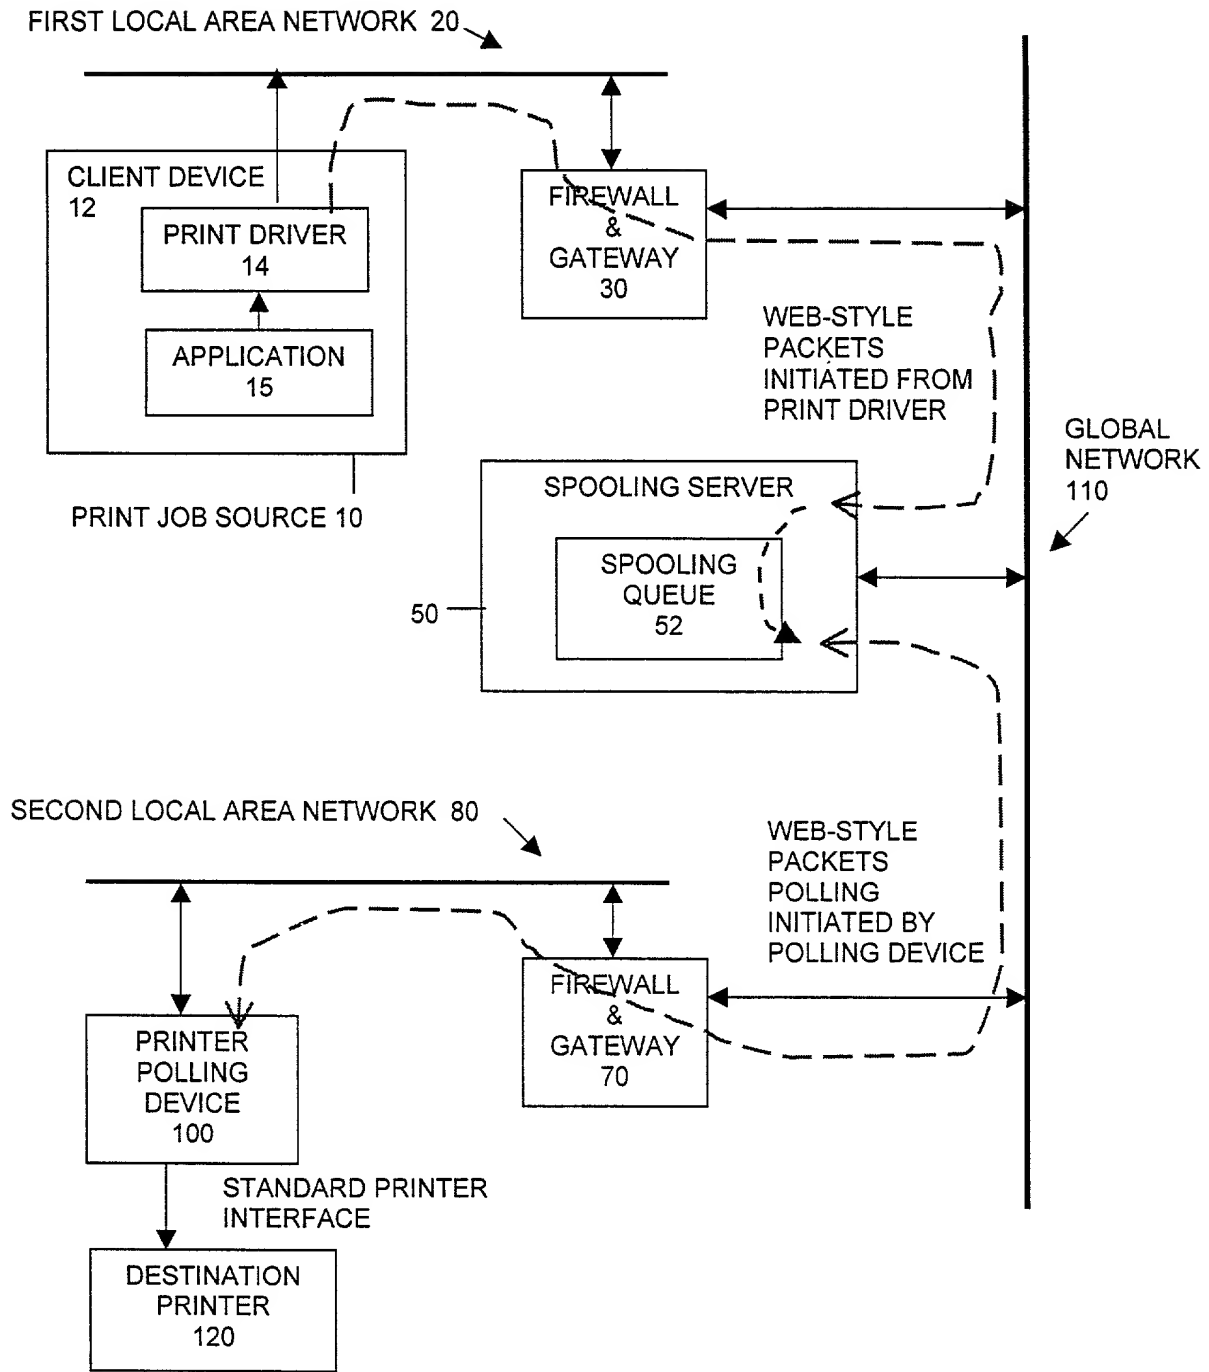 FIRST LOCAL AREA NETWORK 20
CLIENT DEVICE
12
PRINT DRIVER
14
APPLICATION
15
PRINT JOB SOURCE 10
FIREWALL
&
GATEWAY
30
WEB-STYLE
PACKETS
INITIATED FROM
PRINT DRIVER
GLOBAL
NETWORK
110
SPOOLING SERVER
SPOOLING
QUEUE
52
50
SECOND LOCAL AREA NETWORK 80
WEB-STYLE
PACKETS
POLLING
INITIATED BY
POLLING DEVICE
FIREWALL
&
GATEWAY
70
PRINTER
POLLING
DEVICE
100
STANDARD PRINTER
INTERFACE
DESTINATION
PRINTER
120